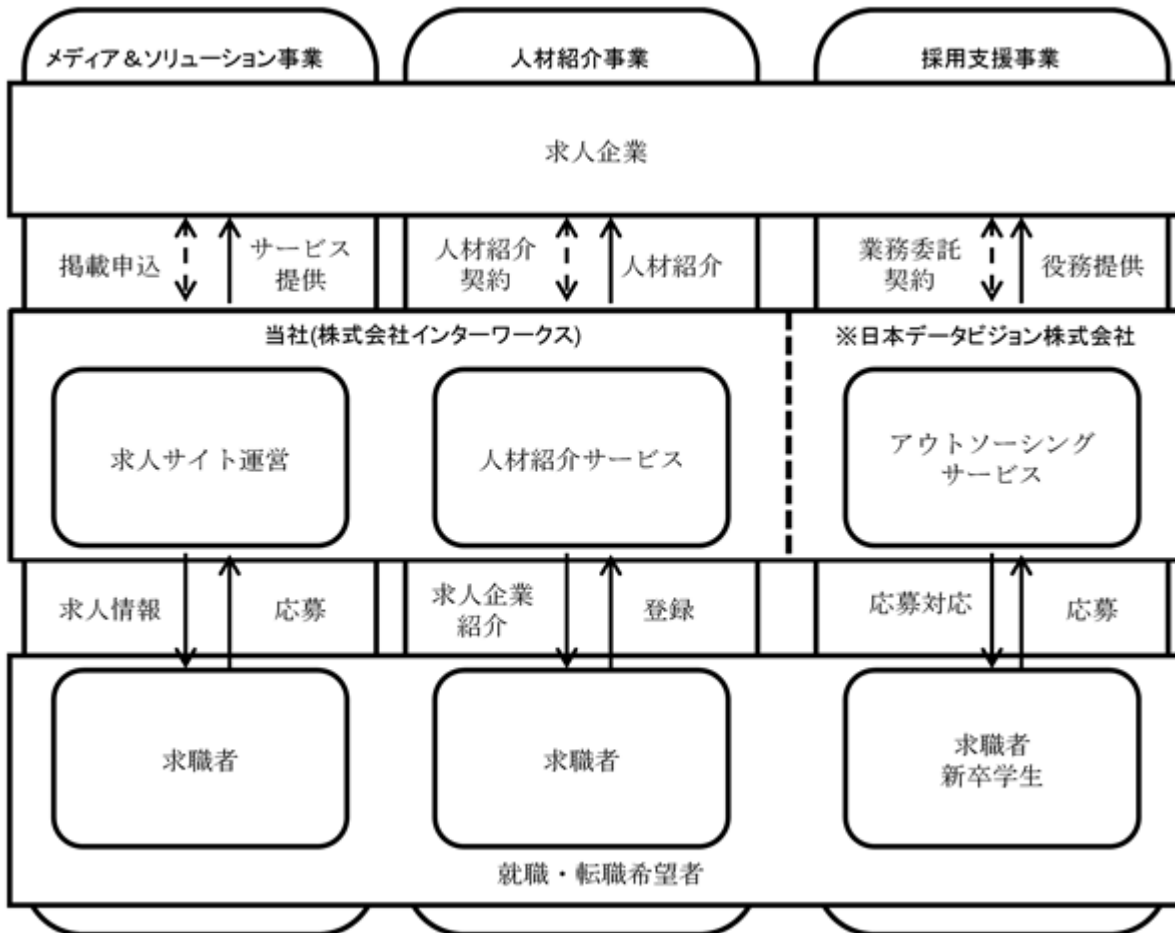 メディア&ソリューション事業
人材紹介事業
採用支援事業
求人企業
掲載申込
サービス
提供
人材紹介
契約
人材紹介
業務委託
契約
役務提供
当社(株式会社インターワークス)
※日本データビジョン株式会社
求人サイト運営
人材紹介サービス
アウトソーシング
サービス
求人情報
応募
求人企業
紹介
登録
応募対応
応募
求職者
求職者
求職者
新卒学生
就職・転職希望者